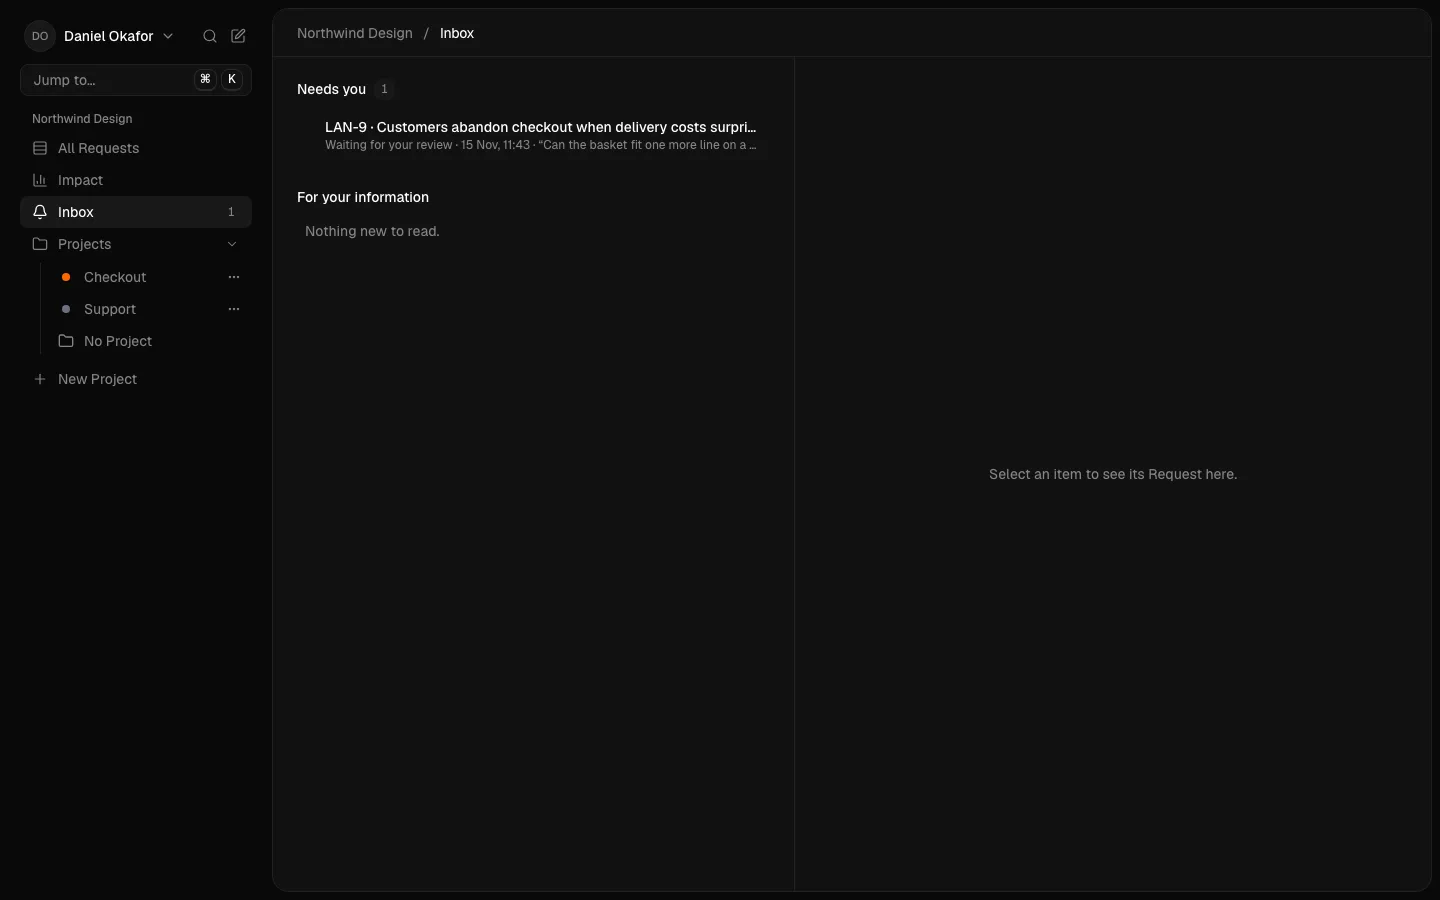 DO Daniel Okafor
Jump to... ⌘ K
Northwind Design
All Requests
Impact
Inbox 1
Projects
Checkout
Support
No Project
New Project
Northwind Design / Inbox
Needs you 1
LAN-9 · Customers abandon checkout when delivery costs surpri...
Waiting for your review · 15 Nov, 11:43 · “Can the basket fit one more line on a ...
For your information
Nothing new to read.
Select an item to see its Request here.